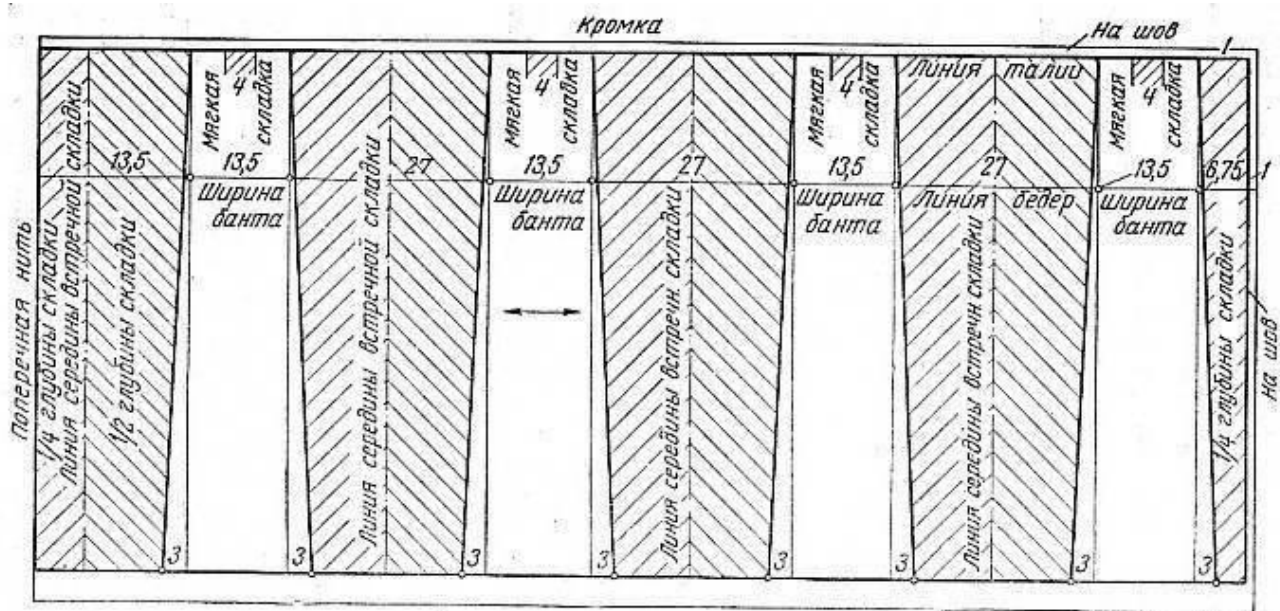 Кромка
На шов
1
Мягкая
4
складка
Мягкая
4
складка
Мягкая
4
складка
Линия талии
Мягкая
4
складка
13,5
13,5
27
13,5
27
13,5
27
13,5
6,75
1
Ширина
банта
Ширина
банта
Ширина
банта
Линия бедер
Ширина
банта
Поперечная нить
1/4 глубины складки
Линия середины встречной складки
1/2 глубины складки
Линия середины встречной складки
Линия середины встречн складки
Линия середины встречн складки
1/4 глубины складки
На шов
3
3
3
3
3
3
3
3